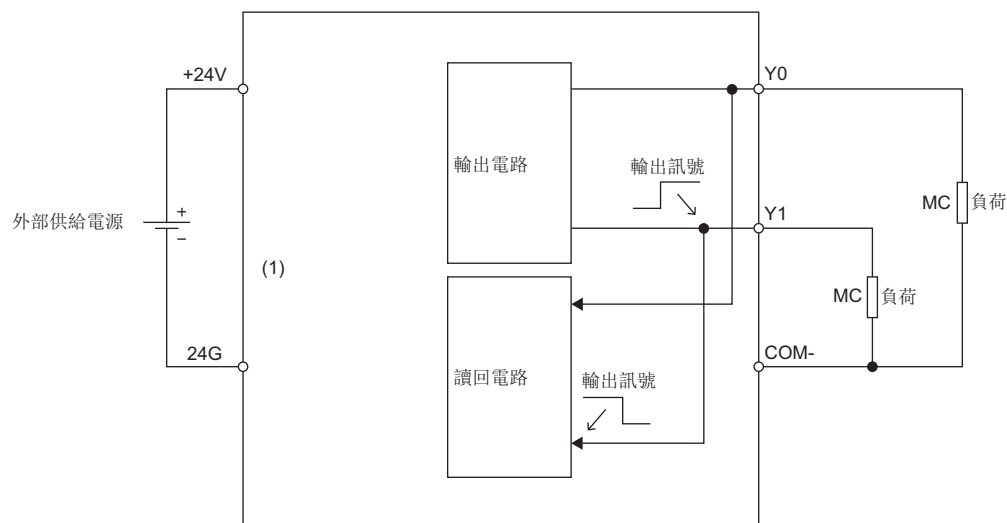 +24V
Y0
輸出電路
輸出訊號
MC 負荷
外部供給電源
+
−
Y1
(1)
MC 負荷
24G
COM-
讀回電路
輸出訊號